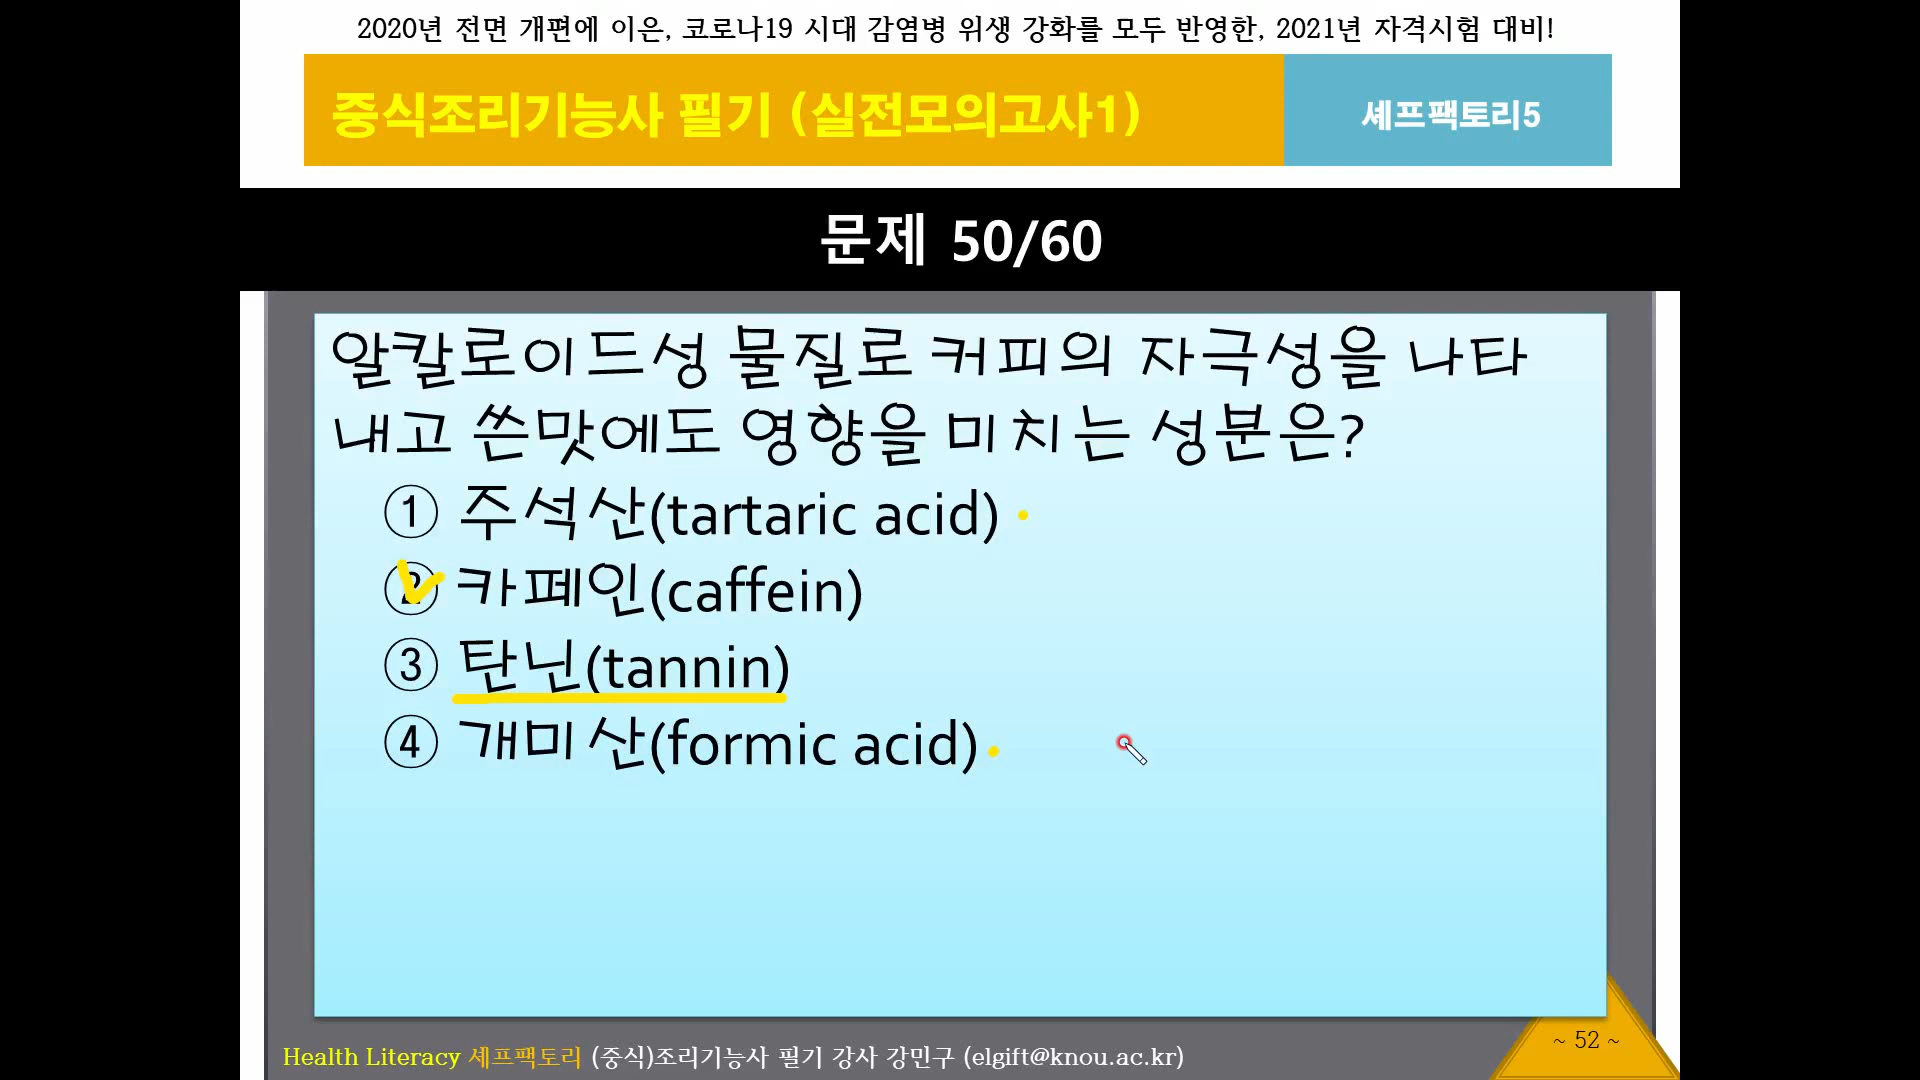 2020년 전면 개편에 이은, 코로나19 시대 감염병 위생 강화를 모두 반영한, 2021년 자격시험 대비!
중식조리기능사 필기 (실전모의고사1)
셰프팩토리5
문제 50/60
알칼로이드성 물질로 커피의 자극성을 나타
내고 쓴맛에도 영향을 미치는 성분은?
① 주석산(tartaric acid)
② 카페인(caffein)
③ 탄닌(tannin)
④ 개미산(formic acid)
~ 52 ~
Health Literacy 셰프팩토리 (중식)조리기능사 필기 강사 강민구 (elgift@knou.ac.kr)